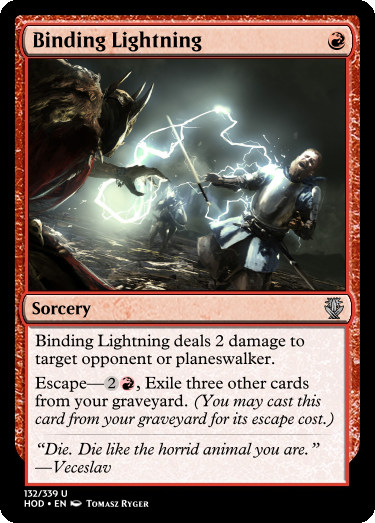 Binding Lightning
Sorcery
Binding Lightning deals 2 damage to
target opponent or planeswalker.
Escape—2, Exile three other cards
from your graveyard. (You may cast this
card from your graveyard for its escape cost.)
“Die. Die like the horrid animal you are.”
—Veceslav
132/339 U
HOD • EN Tomasz Ryger